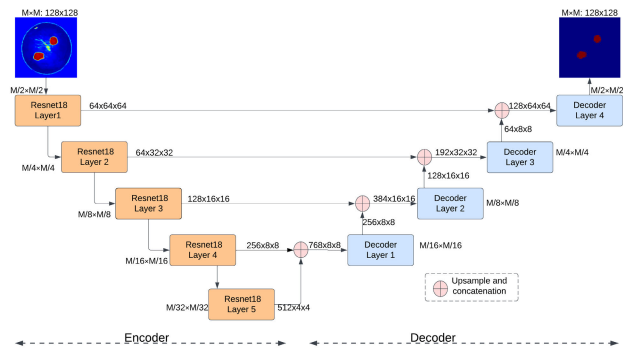 M×M: 128x128
M×M: 128x128
M/2×M/2
M/2×M/2
Resnet18
Layer1
64x64x64
128x64x64
Decoder
Layer 4
64x8x8
Resnet18
Layer 2
64x32x32
192x32x32
Decoder
Layer 3
M/4×M/4
M/4×M/4
128x16x16
Resnet18
Layer 3
128x16x16
384x16x16
Decoder
Layer 2
M/8×M/8
M/8×M/8
256x8x8
Resnet18
Layer 4
256x8x8
768x8x8
Decoder
Layer 1
M/16×M/16
M/16×M/16
Resnet18
Layer 5
M/32×M/32
512x4x4
Upsample and
concatenation
Encoder
Decoder